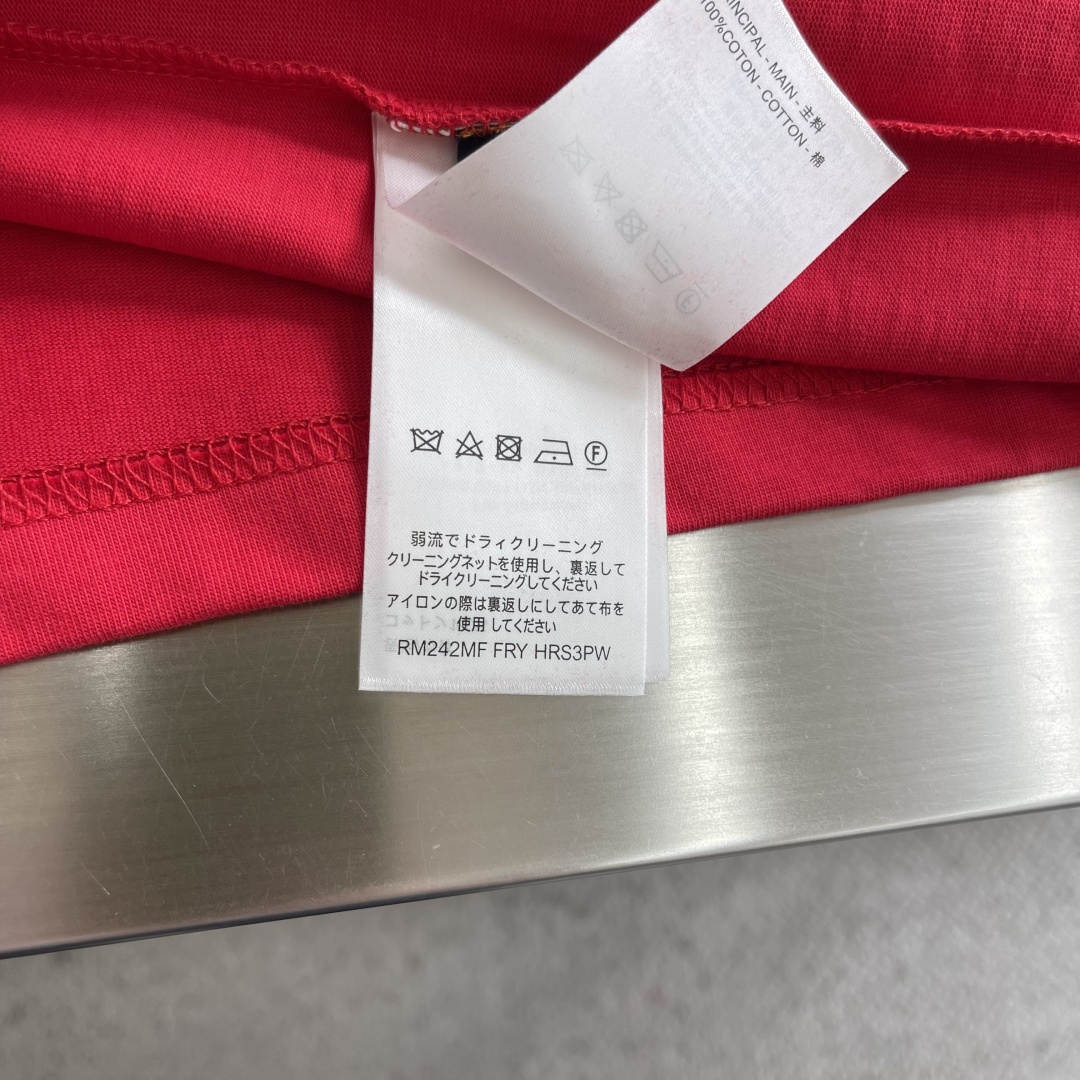 PRINCIPAL - MAIN - 主料
100%COTON - COTTON - 棉
F
弱流でドライクリーニング
クリーニングネットを使用し、裏返して
ドライクリーニングしてください
アイロンの際は裏返しにしてあて布を
使用してください
RM242MF FRY HRS3PW